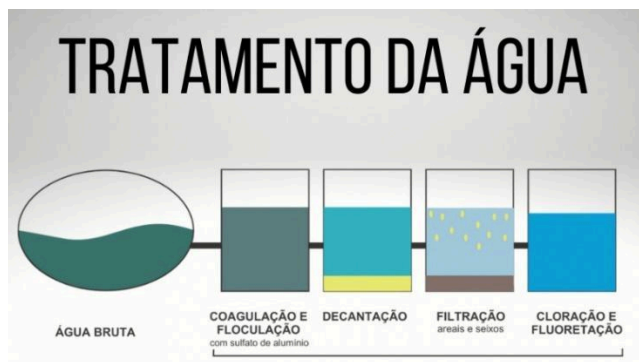 TRATAMENTO DA ÁGUA
ÁGUA BRUTA
COAGULAÇÃO E
FLOCULAÇÃO
com sulfato de alumínio
DECANTAÇÃO
FILTRAÇÃO
areais e seixos
CLORAÇÃO E
FLUORETAÇÃO